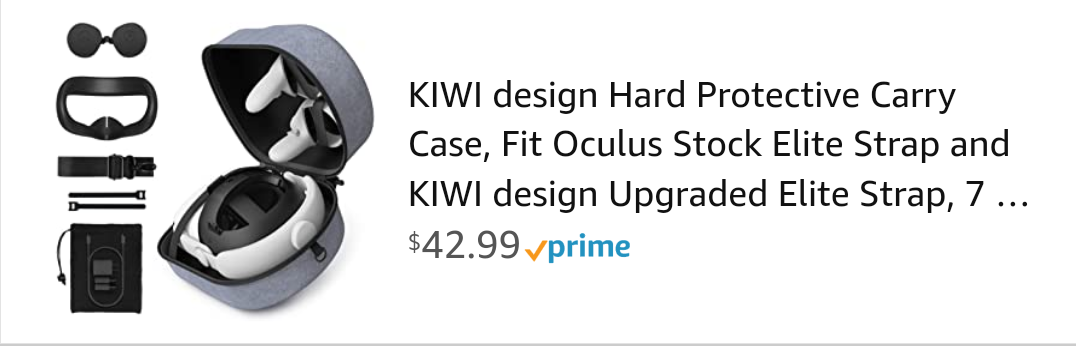 KIWI design Hard Protective Carry
Case, Fit Oculus Stock Elite Strap and
KIWI design Upgraded Elite Strap, 7 ...
$42.99 prime